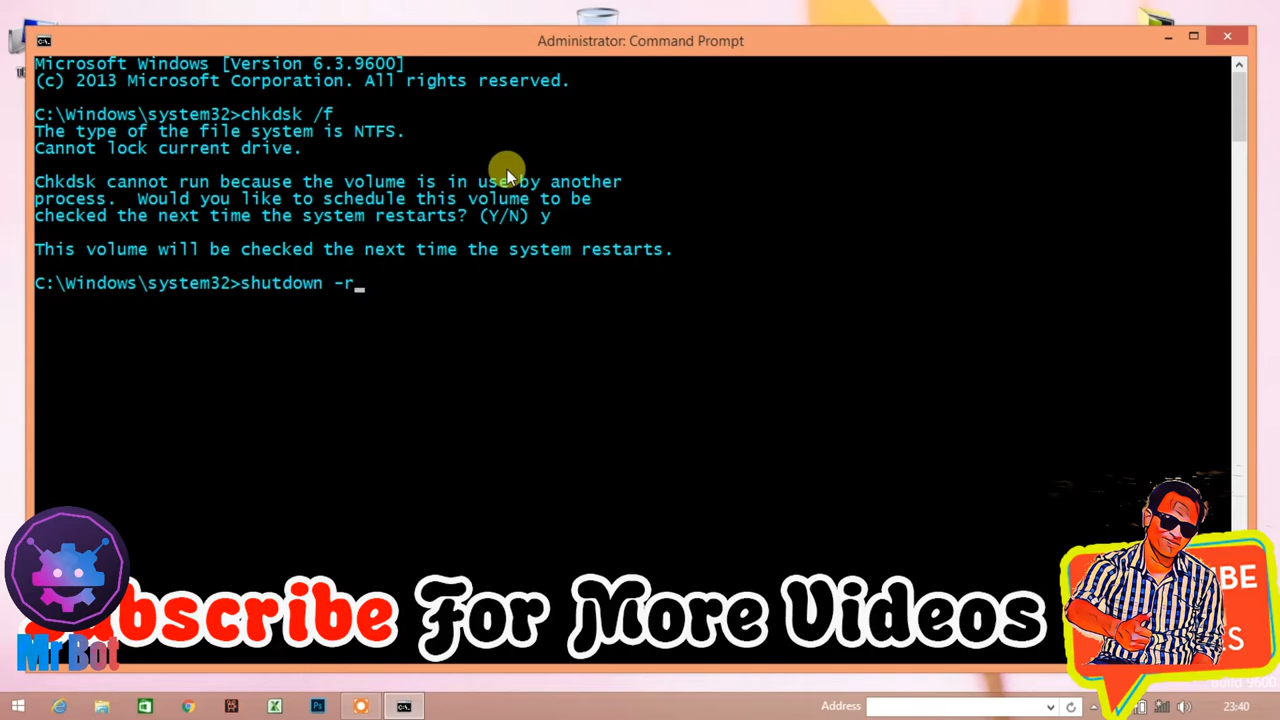 Administrator: Command Prompt
Microsoft Windows [Version 6.3.9600]
(c) 2013 Microsoft Corporation. All rights reserved.
C:\Windows\system32>chkdsk /f
The type of the file system is NTFS.
Cannot lock current drive.
Chkdsk cannot run because the volume is in use by another
process.  Would you like to schedule this volume to be
checked the next time the system restarts? (Y/N) y
This volume will be checked the next time the system restarts.
C:\Windows\system32>shutdown -r
bscribe For More Videos
BE
S
Mr Bot
Build 9600
Address
23:40